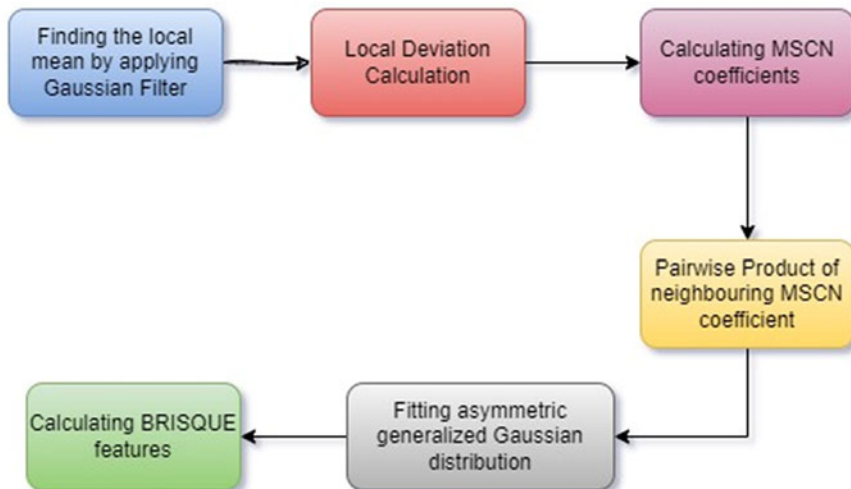 Finding the local
mean by applying
Gaussian Filter
Local Deviation
Calculation
Calculating MSCN
coefficients
Pairwise Product of
neighbouring MSCN
coefficient
Fitting asymmetric
generalized Gaussian
distribution
Calculating BRISQUE
features